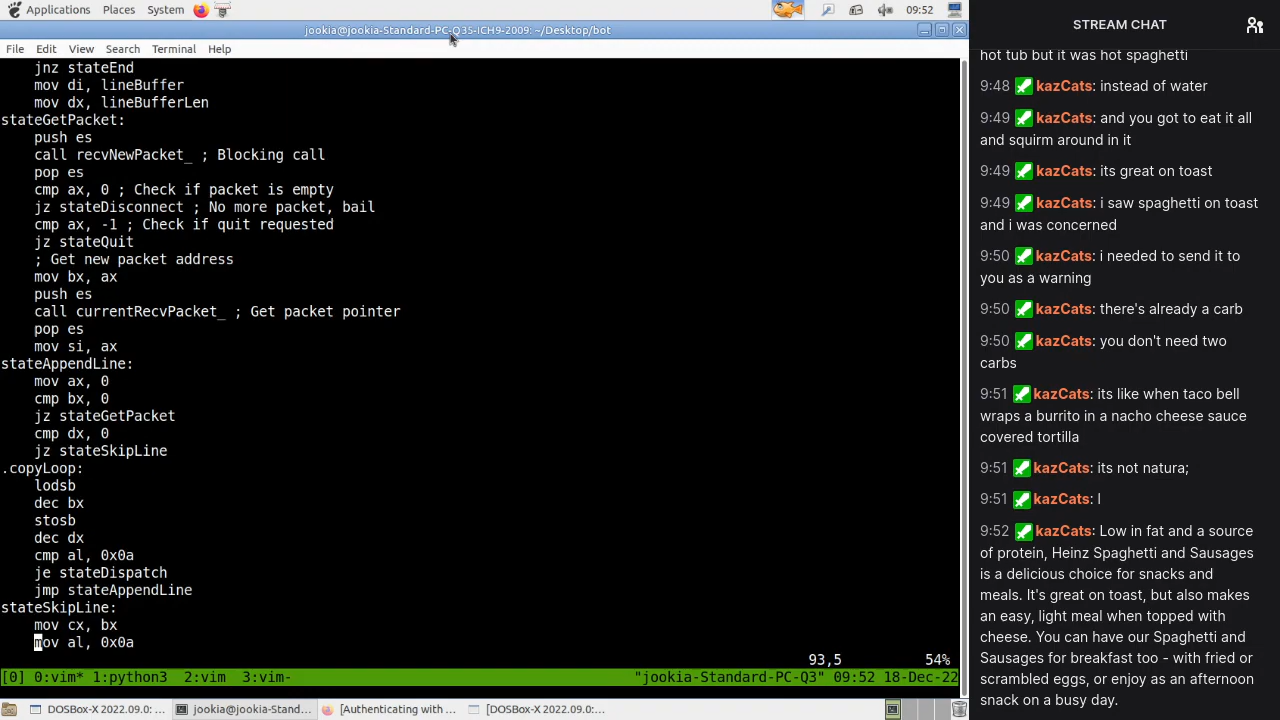 Applications Places System 09:52
jookia@jookia-Standard-PC-Q35-ICH9-2009: ~/Desktop/bot
File Edit View Search Terminal Help
jnz stateEnd
mov di, lineBuffer
mov dx, lineBufferLen
stateGetPacket:
push es
call recvNewPacket_ ; Blocking call
pop es
cmp ax, 0 ; Check if packet is empty
jz stateDisconnect ; No more packet, bail
cmp ax, -1 ; Check if quit requested
jz stateQuit
; Get new packet address
mov bx, ax
push es
call currentRecvPacket_ ; Get packet pointer
pop es
mov si, ax
stateAppendLine:
mov ax, 0
cmp bx, 0
jz stateGetPacket
cmp dx, 0
jz stateSkipLine
.copyLoop:
lodsb
dec bx
stosb
dec dx
cmp al, 0x0a
je stateDispatch
jmp stateAppendLine
stateSkipLine:
mov cx, bx
mov al, 0x0a
93,5 54%
[0] 0:vim* 1:python3 2:vim 3:vim- "jookia-Standard-PC-Q3" 09:52 18-Dec-22
DOSBox-X 2022.09.0: ... jookia@jookia-Stand... [Authenticating with ... [DOSBox-X 2022.09.0:...
STREAM CHAT
hot tub but it was hot spaghetti
9:48 kazCats: instead of water
9:49 kazCats: and you got to eat it all
and squirm around in it
9:49 kazCats: its great on toast
9:49 kazCats: i saw spaghetti on toast
and i was concerned
9:50 kazCats: i needed to send it to
you as a warning
9:50 kazCats: there's already a carb
9:50 kazCats: you don't need two
carbs
9:51 kazCats: its like when taco bell
wraps a burrito in a nacho cheese sauce
covered tortilla
9:51 kazCats: its not natura;
9:51 kazCats: l
9:52 kazCats: Low in fat and a source
of protein, Heinz Spaghetti and Sausages
is a delicious choice for snacks and
meals. It's great on toast, but also makes
an easy, light meal when topped with
cheese. You can have our Spaghetti and
Sausages for breakfast too - with fried or
scrambled eggs, or enjoy as an afternoon
snack on a busy day.